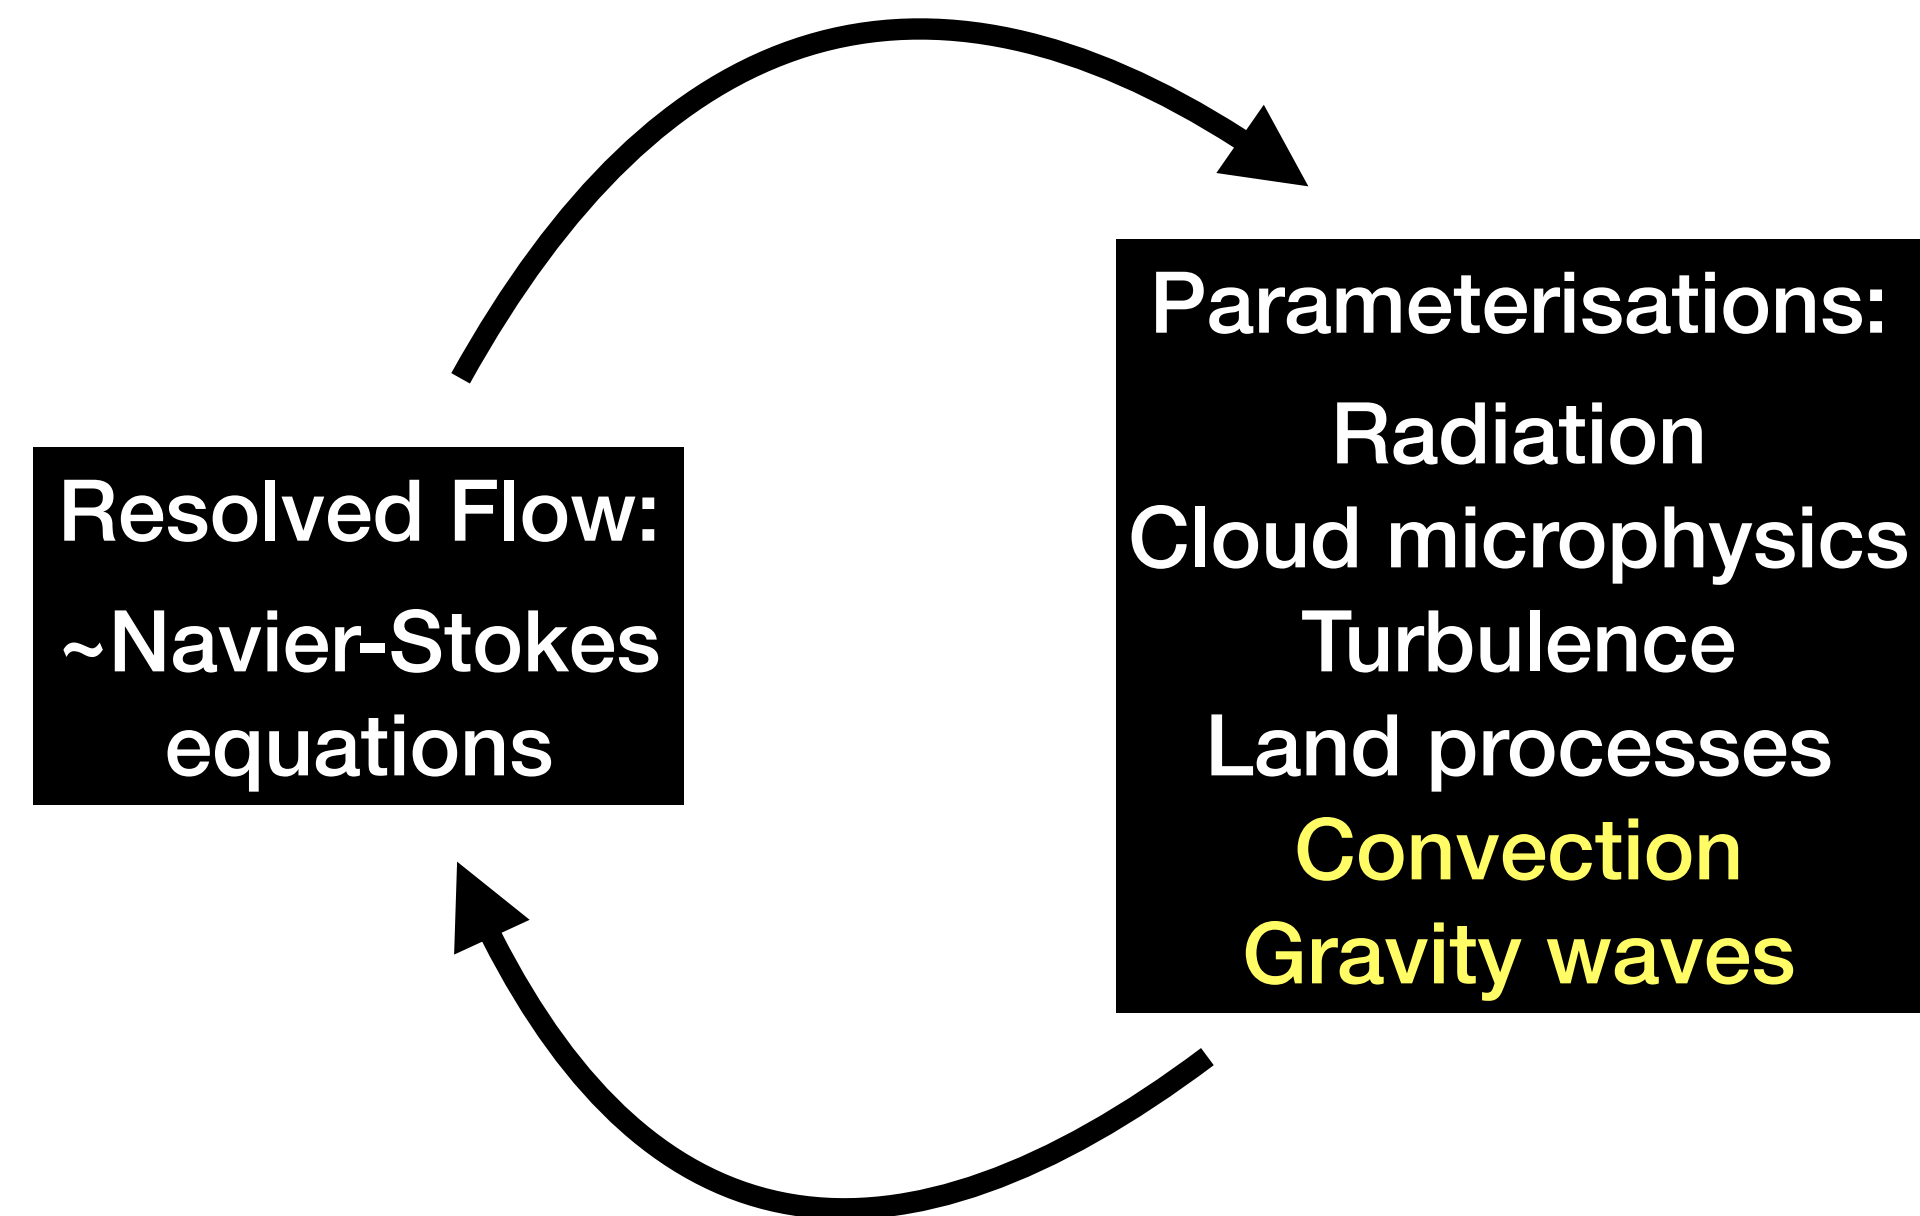 Resolved Flow:
~Navier-Stokes
equations
Parameterisations:
Radiation
Cloud microphysics
Turbulence
Land processes
Convection
Gravity waves